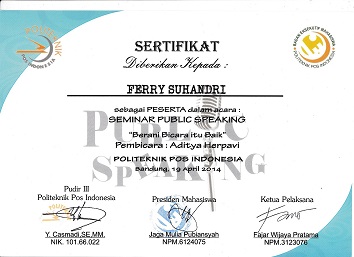 SERTIFIKAT
Diberikan Kepada :
FERRY SUHANDRI
sebagai PESERTA dalam acara :
SEMINAR PUBLIC SPEAKING
"Berani Bicara itu Baik"
Pembicara : Aditya Herpavi
POLITEKNIK POS INDONESIA
Bandung, 19 April 2014
PUBLIC
SPEAKING
Pudir III
Politeknik Pos Indonesia
Presiden Mahasiswa
Ketua Pelaksana
Y. Casmadi,SE,MM.
NIK. 101.66.022
Jaga Mulia Pubiansyah
NPM.6124075
Fajar Wijaya Pratama
NPM.3123076